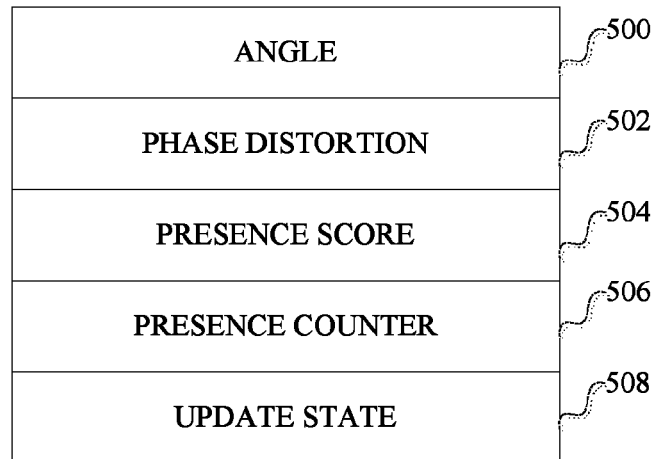 ANGLE
500
PHASE DISTORTION
502
PRESENCE SCORE
504
PRESENCE COUNTER
506
UPDATE STATE
508